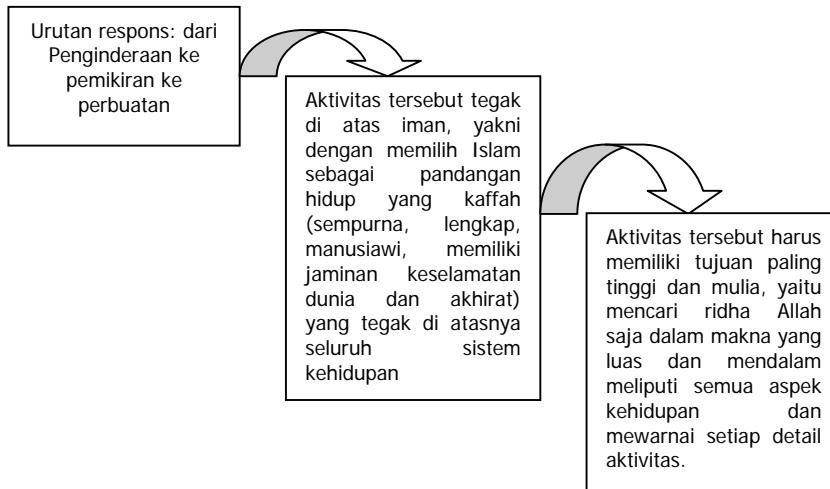 Urutan respons: dari
Penginderaan ke
pemikiran ke
perbuatan
Aktivitas tersebut tegak
di atas iman, yakni
dengan memilih Islam
sebagai pandangan
hidup yang kaffah
(sempurna, lengkap,
manusiawi, memiliki
jaminan keselamatan
dunia dan akhirat)
yang tegak di atasnya
seluruh sistem
kehidupan
Aktivitas tersebut harus
memiliki tujuan paling
tinggi dan mulia, yaitu
mencari ridha Allah
saja dalam makna yang
luas dan mendalam
meliputi semua aspek
kehidupan dan
mewarnai setiap detail
aktivitas.